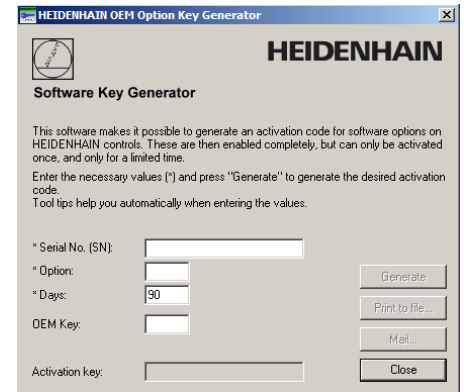 HEIDENHAIN OEM Option Key Generator
HEIDENHAIN
Software Key Generator
This software makes it possible to generate an activation code for software options on
HEIDENHAIN controls. These are then enabled completely, but can only be activated
once, and only for a limited time.
Enter the necessary values (*) and press "Generate" to generate the desired activation
code.
Tool tips help you automatically when entering the values.
* Serial No. (SN):
* Option:
Generate
* Days: 90
Print to file...
OEM Key:
Mail...
Activation key:
Close